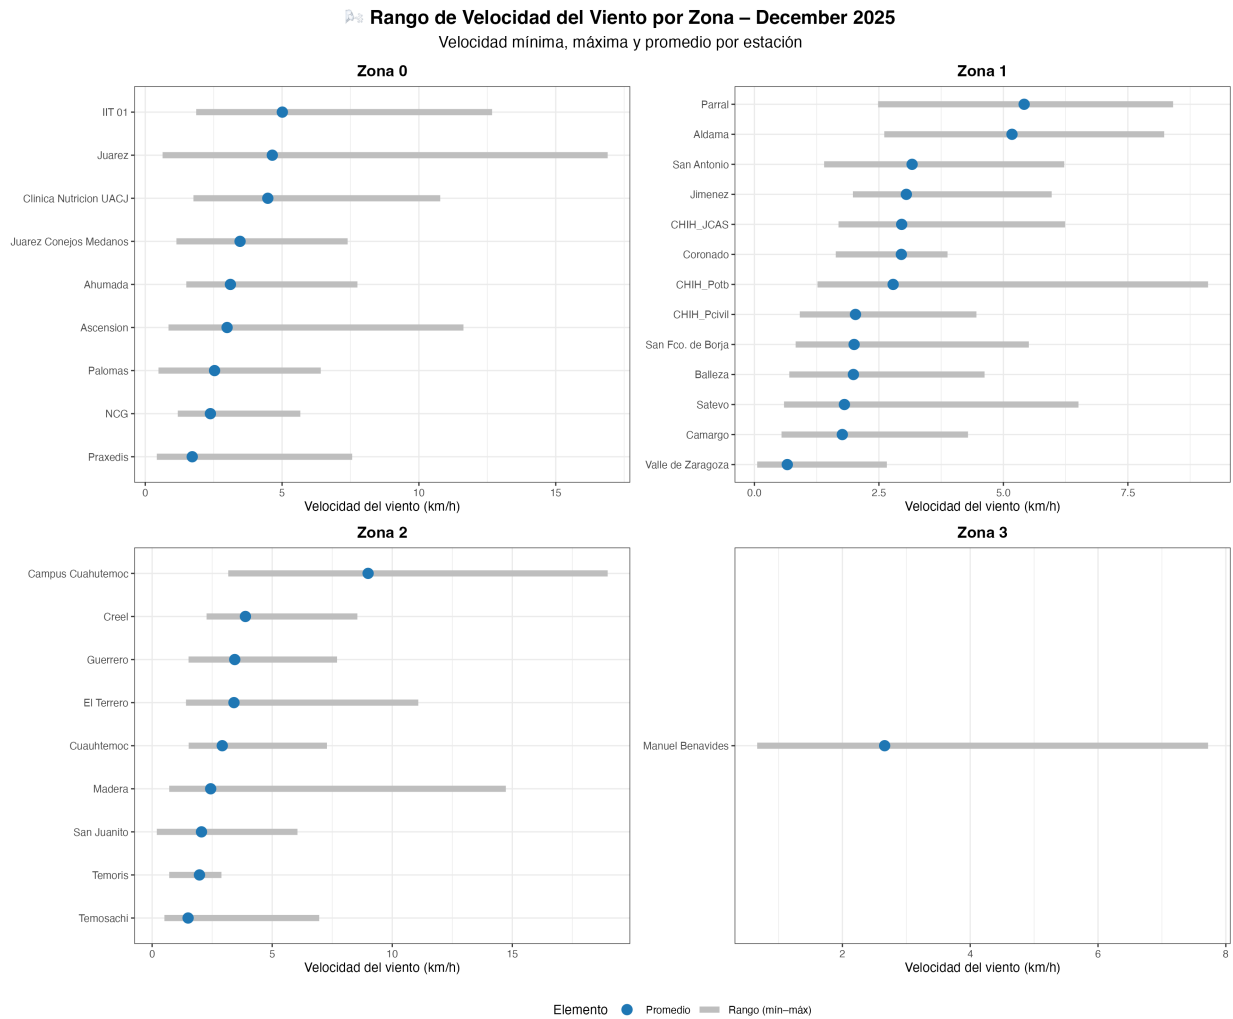 Rango de Velocidad del Viento por Zona – December 2025
Velocidad mínima, máxima y promedio por estación
Zona 0
IIT 01
Juarez
Clinica Nutricion UACJ
Juarez Conejos Medanos
Ahumada
Ascension
Palomas
NCG
Praxedis
0 5 10 15
Velocidad del viento (km/h)
Zona 1
Parral
Aldama
San Antonio
Jimenez
CHIH_JCAS
Coronado
CHIH_Potb
CHIH_Pcivil
San Fco. de Borja
Balleza
Satevo
Camargo
Valle de Zaragoza
0.0 2.5 5.0 7.5
Velocidad del viento (km/h)
Zona 2
Campus Cuahutemoc
Creel
Guerrero
El Terrero
Cuauhtemoc
Madera
San Juanito
Temoris
Temosachi
0 5 10 15
Velocidad del viento (km/h)
Zona 3
Manuel Benavides
2 4 6 8
Velocidad del viento (km/h)
Elemento Promedio Rango (mín–máx)